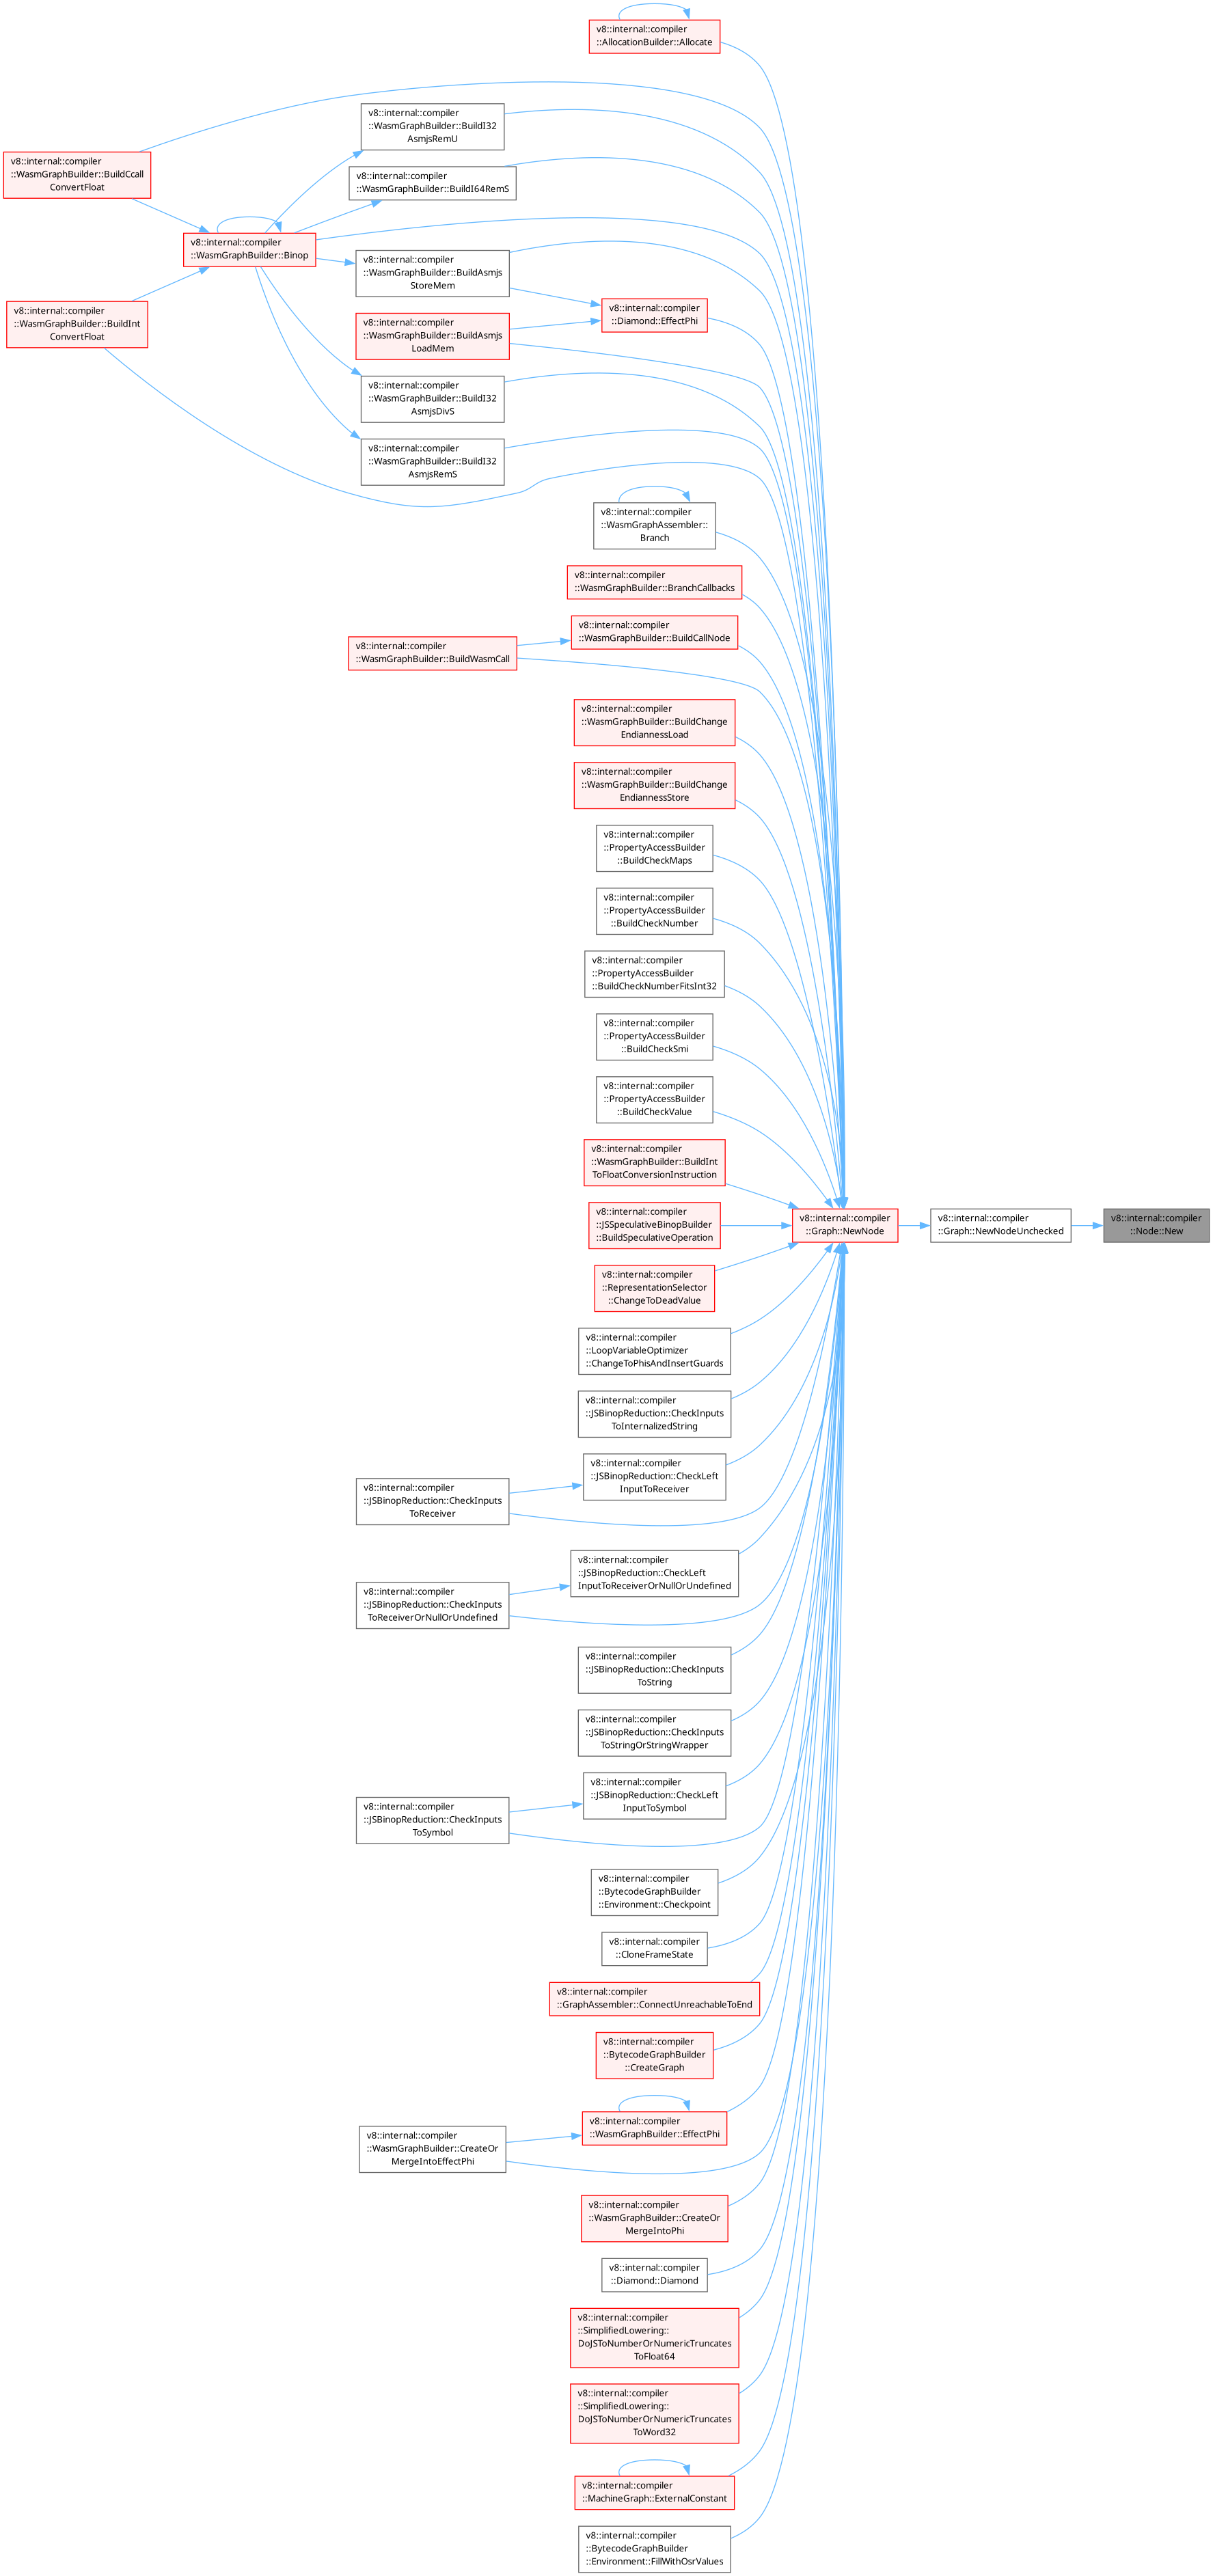 v8::internal::compiler
::AllocationBuilder::Allocate
v8::internal::compiler
::WasmGraphBuilder::BuildI32
AsmjsRemU
v8::internal::compiler
::WasmGraphBuilder::BuildCcall
ConvertFloat
v8::internal::compiler
::WasmGraphBuilder::BuildI64RemS
v8::internal::compiler
::WasmGraphBuilder::Binop
v8::internal::compiler
::WasmGraphBuilder::BuildAsmjs
StoreMem
v8::internal::compiler
::Diamond::EffectPhi
v8::internal::compiler
::WasmGraphBuilder::BuildInt
ConvertFloat
v8::internal::compiler
::WasmGraphBuilder::BuildAsmjs
LoadMem
v8::internal::compiler
::WasmGraphBuilder::BuildI32
AsmjsDivS
v8::internal::compiler
::WasmGraphBuilder::BuildI32
AsmjsRemS
v8::internal::compiler
::WasmGraphAssembler::
Branch
v8::internal::compiler
::WasmGraphBuilder::BranchCallbacks
v8::internal::compiler
::WasmGraphBuilder::BuildCallNode
v8::internal::compiler
::WasmGraphBuilder::BuildWasmCall
v8::internal::compiler
::WasmGraphBuilder::BuildChange
EndiannessLoad
v8::internal::compiler
::WasmGraphBuilder::BuildChange
EndiannessStore
v8::internal::compiler
::PropertyAccessBuilder
::BuildCheckMaps
v8::internal::compiler
::PropertyAccessBuilder
::BuildCheckNumber
v8::internal::compiler
::PropertyAccessBuilder
::BuildCheckNumberFitsInt32
v8::internal::compiler
::PropertyAccessBuilder
::BuildCheckSmi
v8::internal::compiler
::PropertyAccessBuilder
::BuildCheckValue
v8::internal::compiler
::WasmGraphBuilder::BuildInt
ToFloatConversionInstruction
v8::internal::compiler
::JSSpeculativeBinopBuilder
::BuildSpeculativeOperation
v8::internal::compiler
::Graph::NewNode
v8::internal::compiler
::Graph::NewNodeUnchecked
v8::internal::compiler
::Node::New
v8::internal::compiler
::RepresentationSelector
::ChangeToDeadValue
v8::internal::compiler
::LoopVariableOptimizer
::ChangeToPhisAndInsertGuards
v8::internal::compiler
::JSBinopReduction::CheckInputs
ToInternalizedString
v8::internal::compiler
::JSBinopReduction::CheckLeft
InputToReceiver
v8::internal::compiler
::JSBinopReduction::CheckInputs
ToReceiver
v8::internal::compiler
::JSBinopReduction::CheckLeft
InputToReceiverOrNullOrUndefined
v8::internal::compiler
::JSBinopReduction::CheckInputs
ToReceiverOrNullOrUndefined
v8::internal::compiler
::JSBinopReduction::CheckInputs
ToString
v8::internal::compiler
::JSBinopReduction::CheckInputs
ToStringOrStringWrapper
v8::internal::compiler
::JSBinopReduction::CheckLeft
InputToSymbol
v8::internal::compiler
::JSBinopReduction::CheckInputs
ToSymbol
v8::internal::compiler
::BytecodeGraphBuilder
::Environment::Checkpoint
v8::internal::compiler
::CloneFrameState
v8::internal::compiler
::GraphAssembler::ConnectUnreachableToEnd
v8::internal::compiler
::BytecodeGraphBuilder
::CreateGraph
v8::internal::compiler
::WasmGraphBuilder::EffectPhi
v8::internal::compiler
::WasmGraphBuilder::CreateOr
MergeIntoEffectPhi
v8::internal::compiler
::WasmGraphBuilder::CreateOr
MergeIntoPhi
v8::internal::compiler
::Diamond::Diamond
v8::internal::compiler
::SimplifiedLowering::
DoJSToNumberOrNumericTruncates
ToFloat64
v8::internal::compiler
::SimplifiedLowering::
DoJSToNumberOrNumericTruncates
ToWord32
v8::internal::compiler
::MachineGraph::ExternalConstant
v8::internal::compiler
::BytecodeGraphBuilder
::Environment::FillWithOsrValues